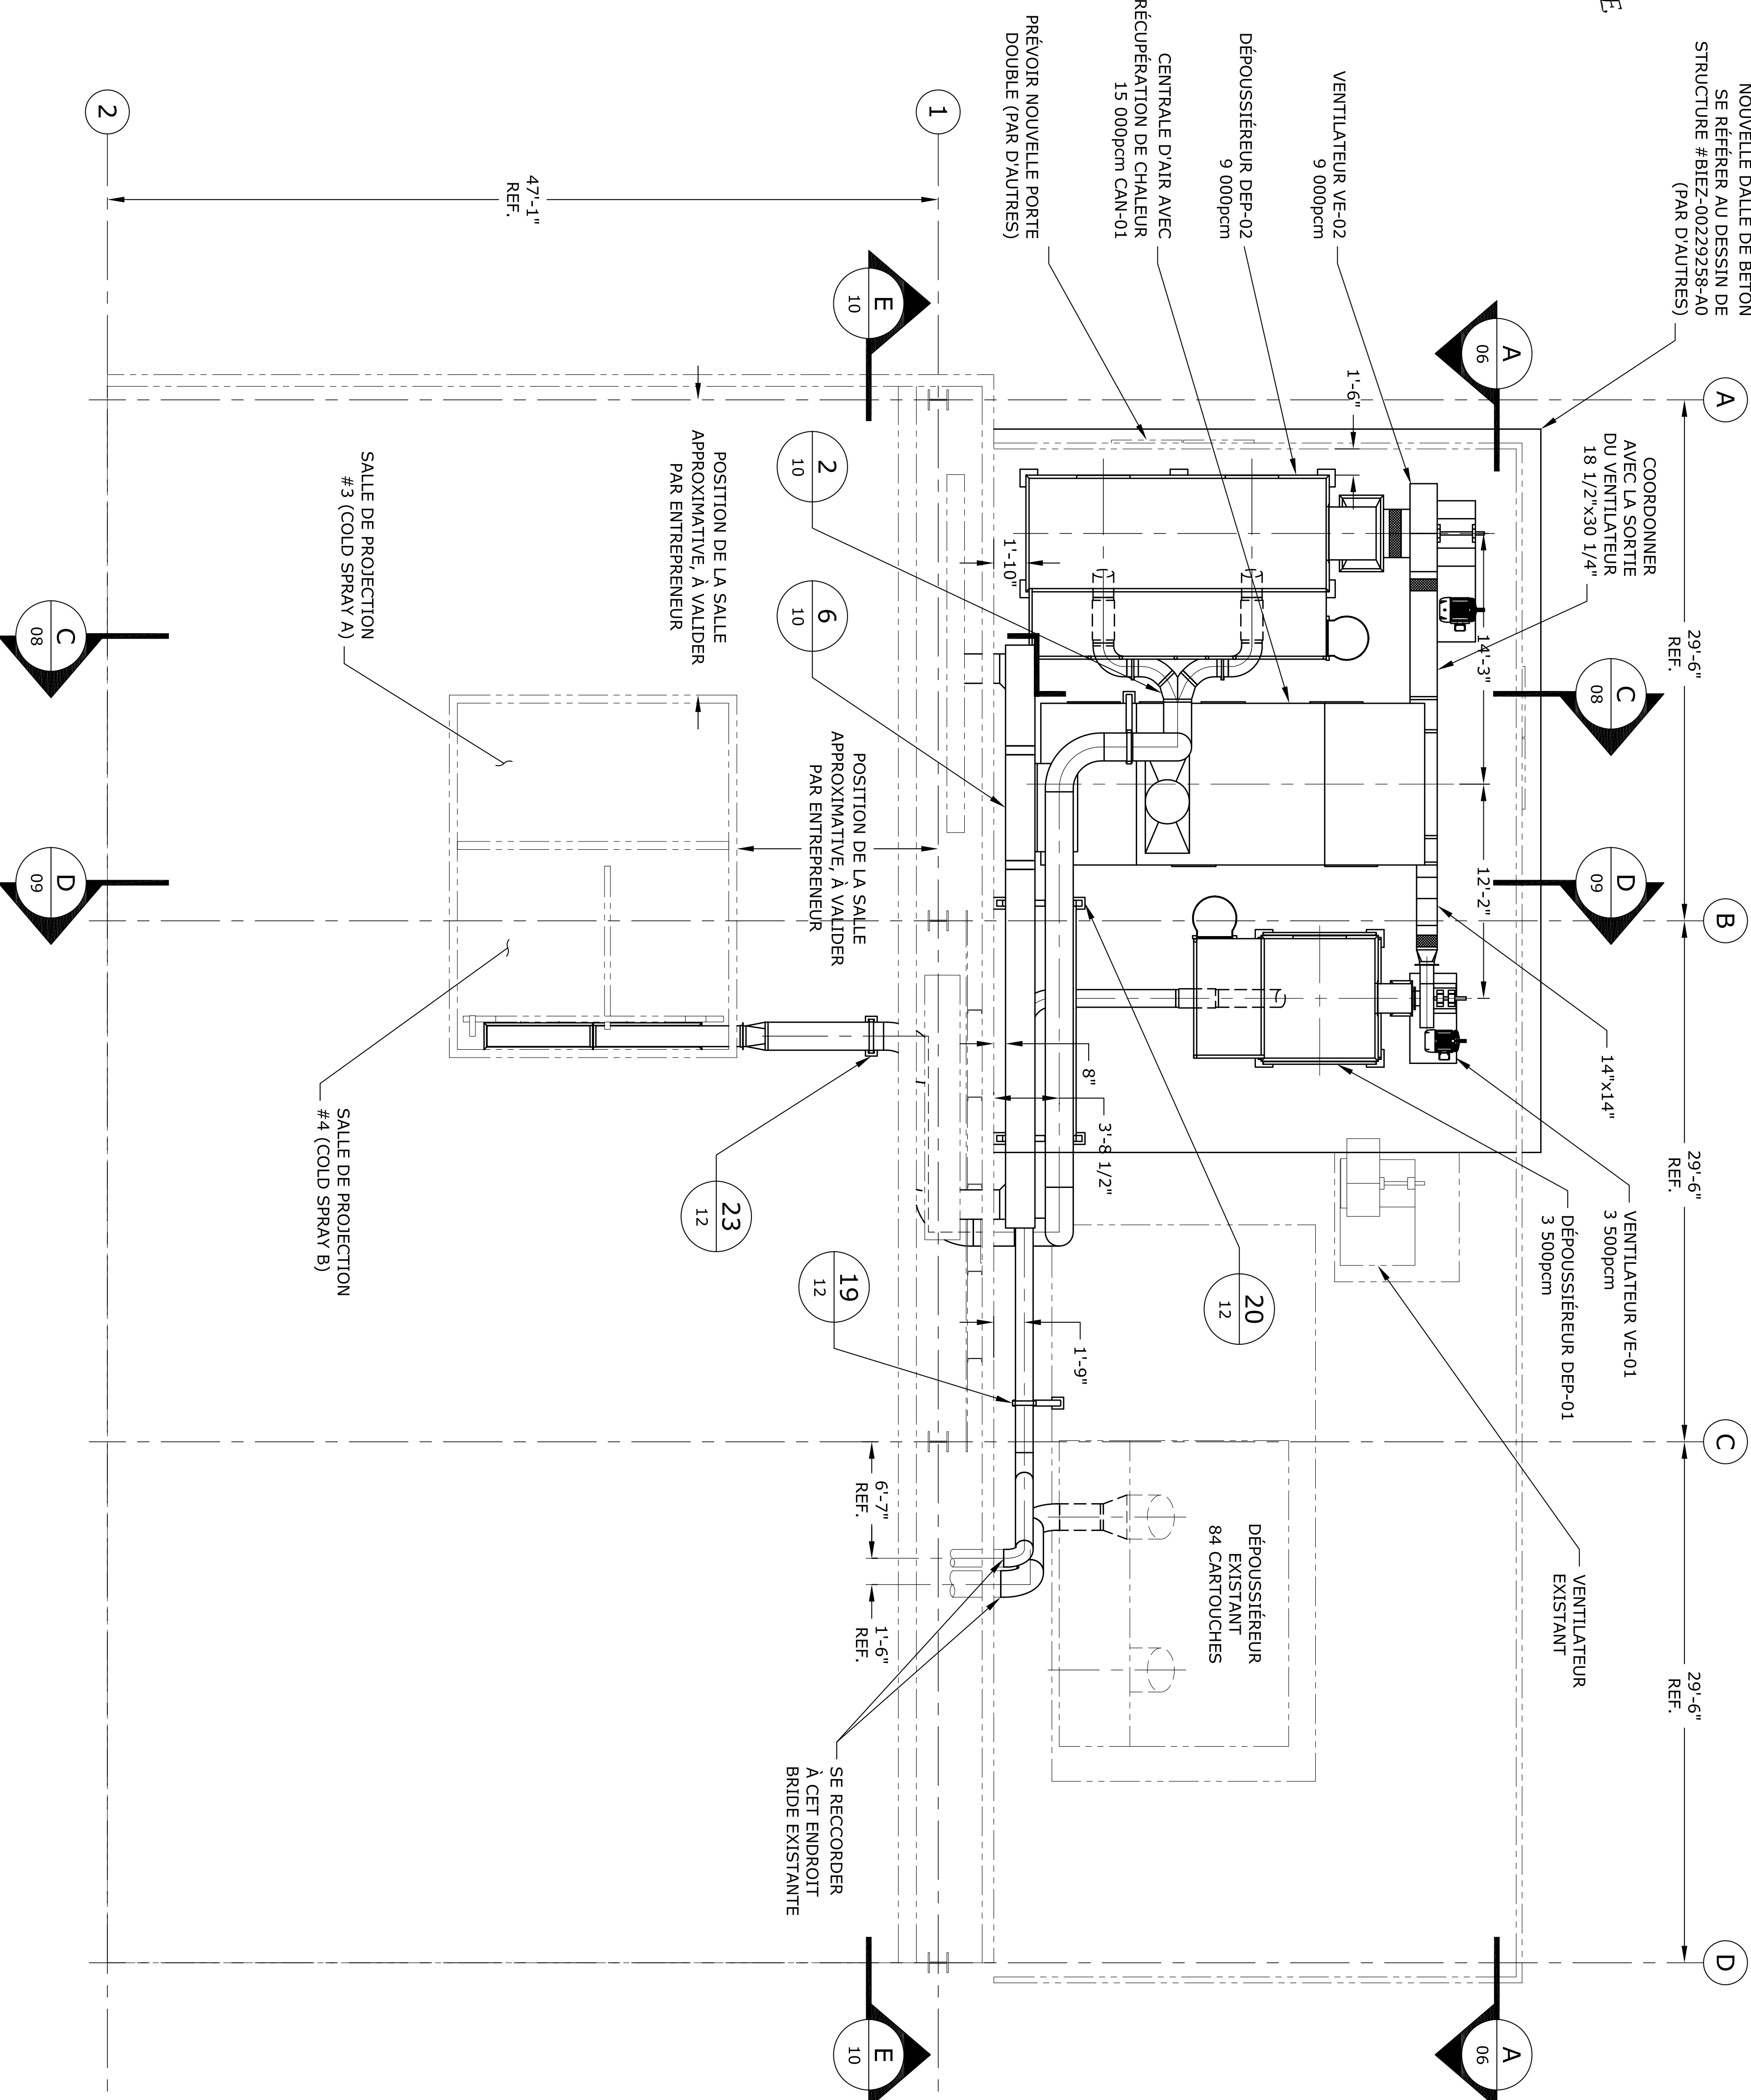 E
NOUVELLE DALLE DE BÉTON
SE RÉFÉRER AU DESSIN DE
STRUCTURE #BIEZ-00229258-A0
(PAR D'AUTRES)
A
B
C
D
29'-6"
REF.
29'-6"
REF.
29'-6"
REF.
COORDONNER
AVEC LA SORTIE
DU VENTILATEUR
18 1/2"x30 1/4"
14"x14"
VENTILATEUR VE-01
3 500pcm
DÉPOUSSIÉREUR DEP-01
3 500pcm
VENTILATEUR
EXISTANT
A
06
C
08
D
09
A
06
VENTILATEUR VE-02
9 000pcm
DÉPOUSSIÉREUR DEP-02
9 000pcm
CENTRALE D'AIR AVEC
RÉCUPÉRATION DE CHALEUR
15 000pcm CAN-01
PRÉVOIR NOUVELLE PORTE
DOUBLE (PAR D'AUTRES)
1'-6"
14'-3"
12'-2"
1'-10"
8"
3'-8 1/2"
1'-9"
20
12
DÉPOUSSIÉREUR
EXISTANT
84 CARTOUCHES
1
2
47'-1"
REF.
E
10
2
10
6
10
19
12
23
12
6'-7"
REF.
1'-6"
REF.
E
10
POSITION DE LA SALLE
APPROXIMATIVE, À VALIDER
PAR ENTREPRENEUR
POSITION DE LA SALLE
APPROXIMATIVE, À VALIDER
PAR ENTREPRENEUR
SE RECCORDER
À CET ENDROIT
BRIDE EXISTANTE
SALLE DE PROJECTION
#3 (COLD SPRAY A)
SALLE DE PROJECTION
#4 (COLD SPRAY B)
C
08
D
09